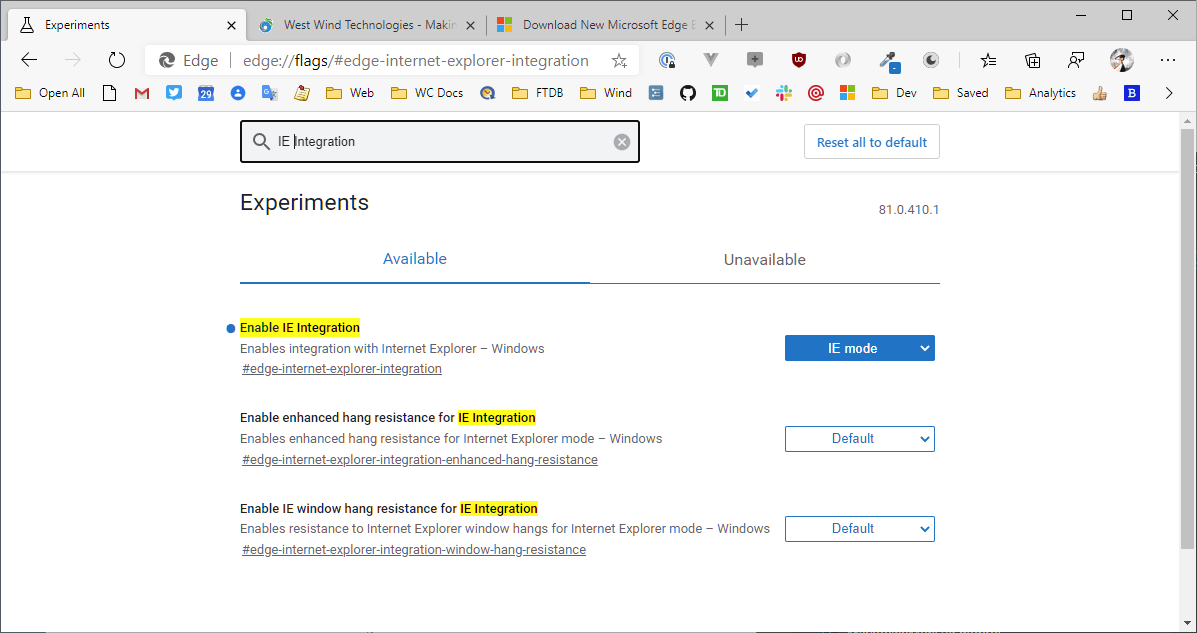 Experiments
West Wind Technologies - Makin
Download New Microsoft Edge E
Edge
edge://flags/#edge-internet-explorer-integration
Open All
29
Web
WC Docs
FTDB
Wind
TD
Dev
Saved
Analytics
B
IE Integration
Reset all to default
Experiments
81.0.410.1
Available
Unavailable
Enable IE Integration
Enables integration with Internet Explorer – Windows
#edge-internet-explorer-integration
IE mode
Enable enhanced hang resistance for IE Integration
Enables enhanced hang resistance for Internet Explorer mode – Windows
#edge-internet-explorer-integration-enhanced-hang-resistance
Default
Enable IE window hang resistance for IE Integration
Enables resistance to Internet Explorer window hangs for Internet Explorer mode – Windows
#edge-internet-explorer-integration-window-hang-resistance
Default